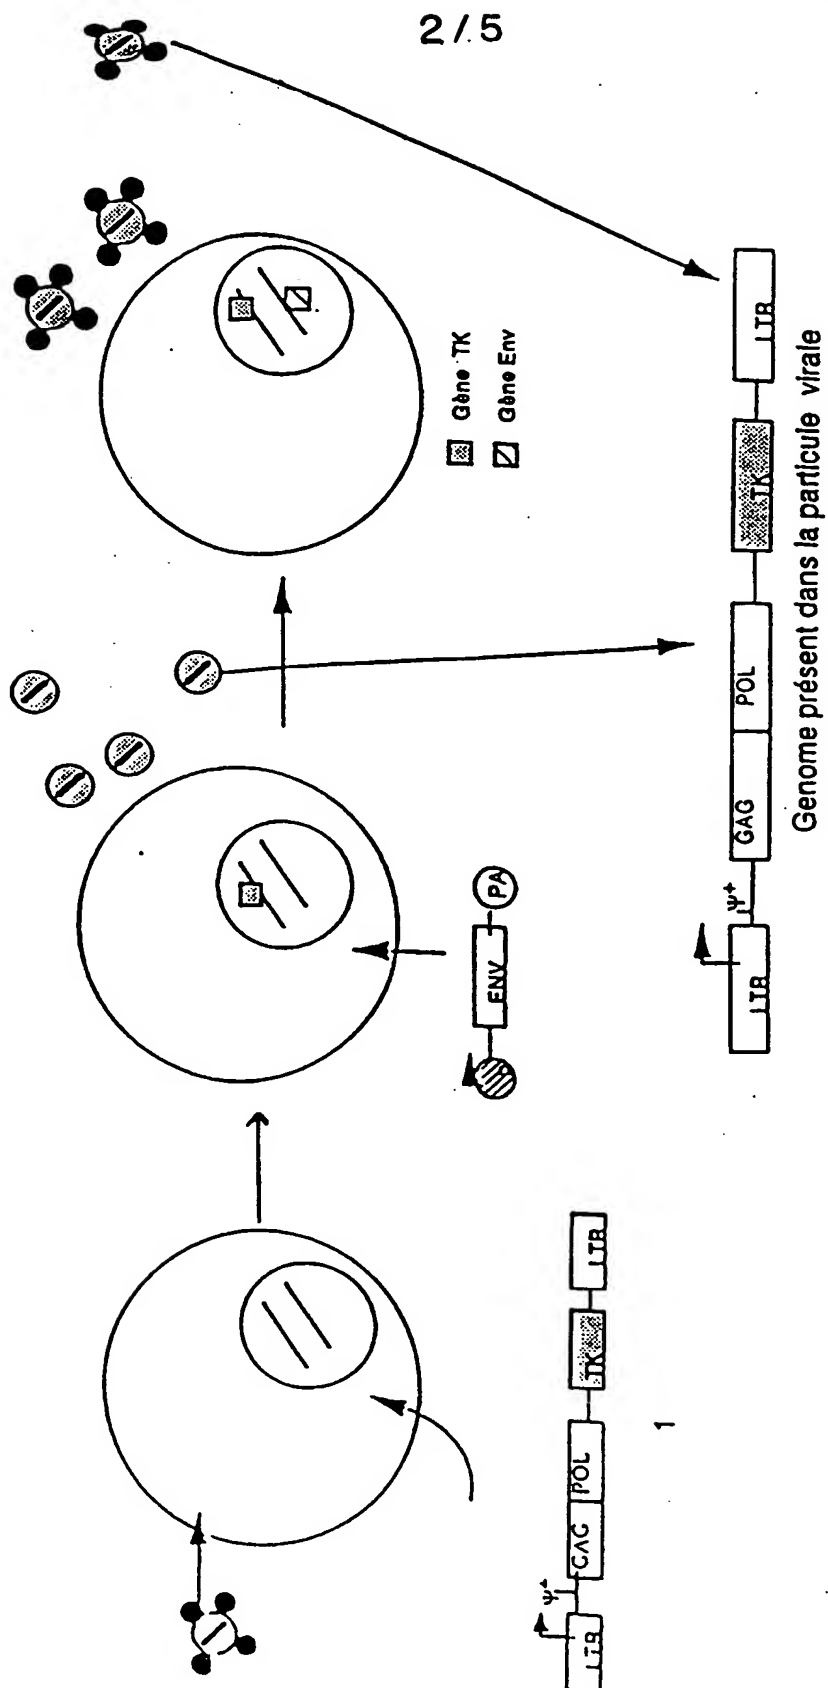 2/.5
Gène TK
Gène Env
PA
ENV
LTR
Ψ+
GAG
POL
TK
LTR
1
LTR
Ψ+
GAG
POL
TK
LTR
Genome présent dans la particule virale